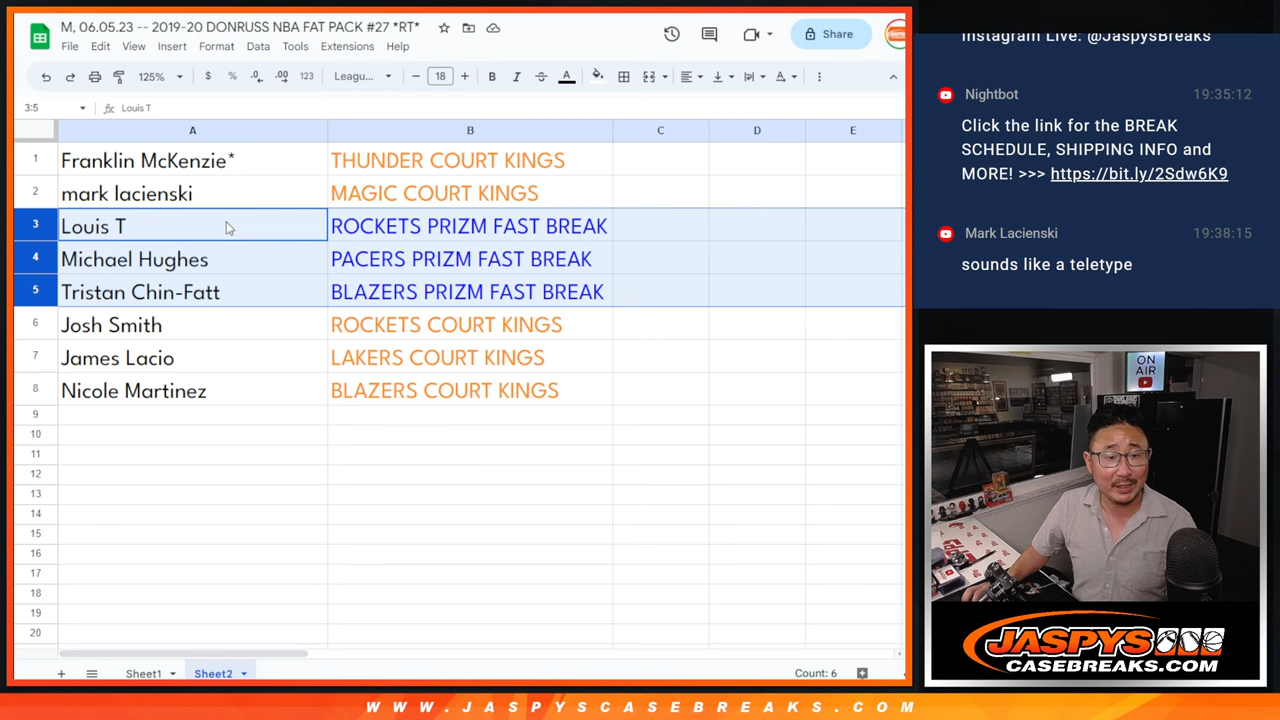 M, 06.05.23 -- 2019-20 DONRUSS NBA FAT PACK #27 *RT*
File Edit View Insert Format Data Tools Extensions Help
Share
125% $ % .0 .00 123 Leagu... − 18 + B I A
3:5 fx Louis T
A B C D E
1 Franklin McKenzie* THUNDER COURT KINGS
2 mark lacienski MAGIC COURT KINGS
3 Louis T ROCKETS PRIZM FAST BREAK
4 Michael Hughes PACERS PRIZM FAST BREAK
5 Tristan Chin-Fatt BLAZERS PRIZM FAST BREAK
6 Josh Smith ROCKETS COURT KINGS
7 James Lacio LAKERS COURT KINGS
8 Nicole Martinez BLAZERS COURT KINGS
9
10
11
12
13
14
15
16
17
18
19
20
+ Sheet1 Sheet2 Count: 6
Instagram Live: @JaspysBreaks
Nightbot 19:35:12
Click the link for the BREAK
SCHEDULE, SHIPPING INFO and
MORE! >>> https://bit.ly/2Sdw6K9
Mark Lacienski 19:38:15
sounds like a teletype
ON
AIR
JASPYS
CASEBREAKS.COM
WWW.JASPYSCASEBREAKS.COM